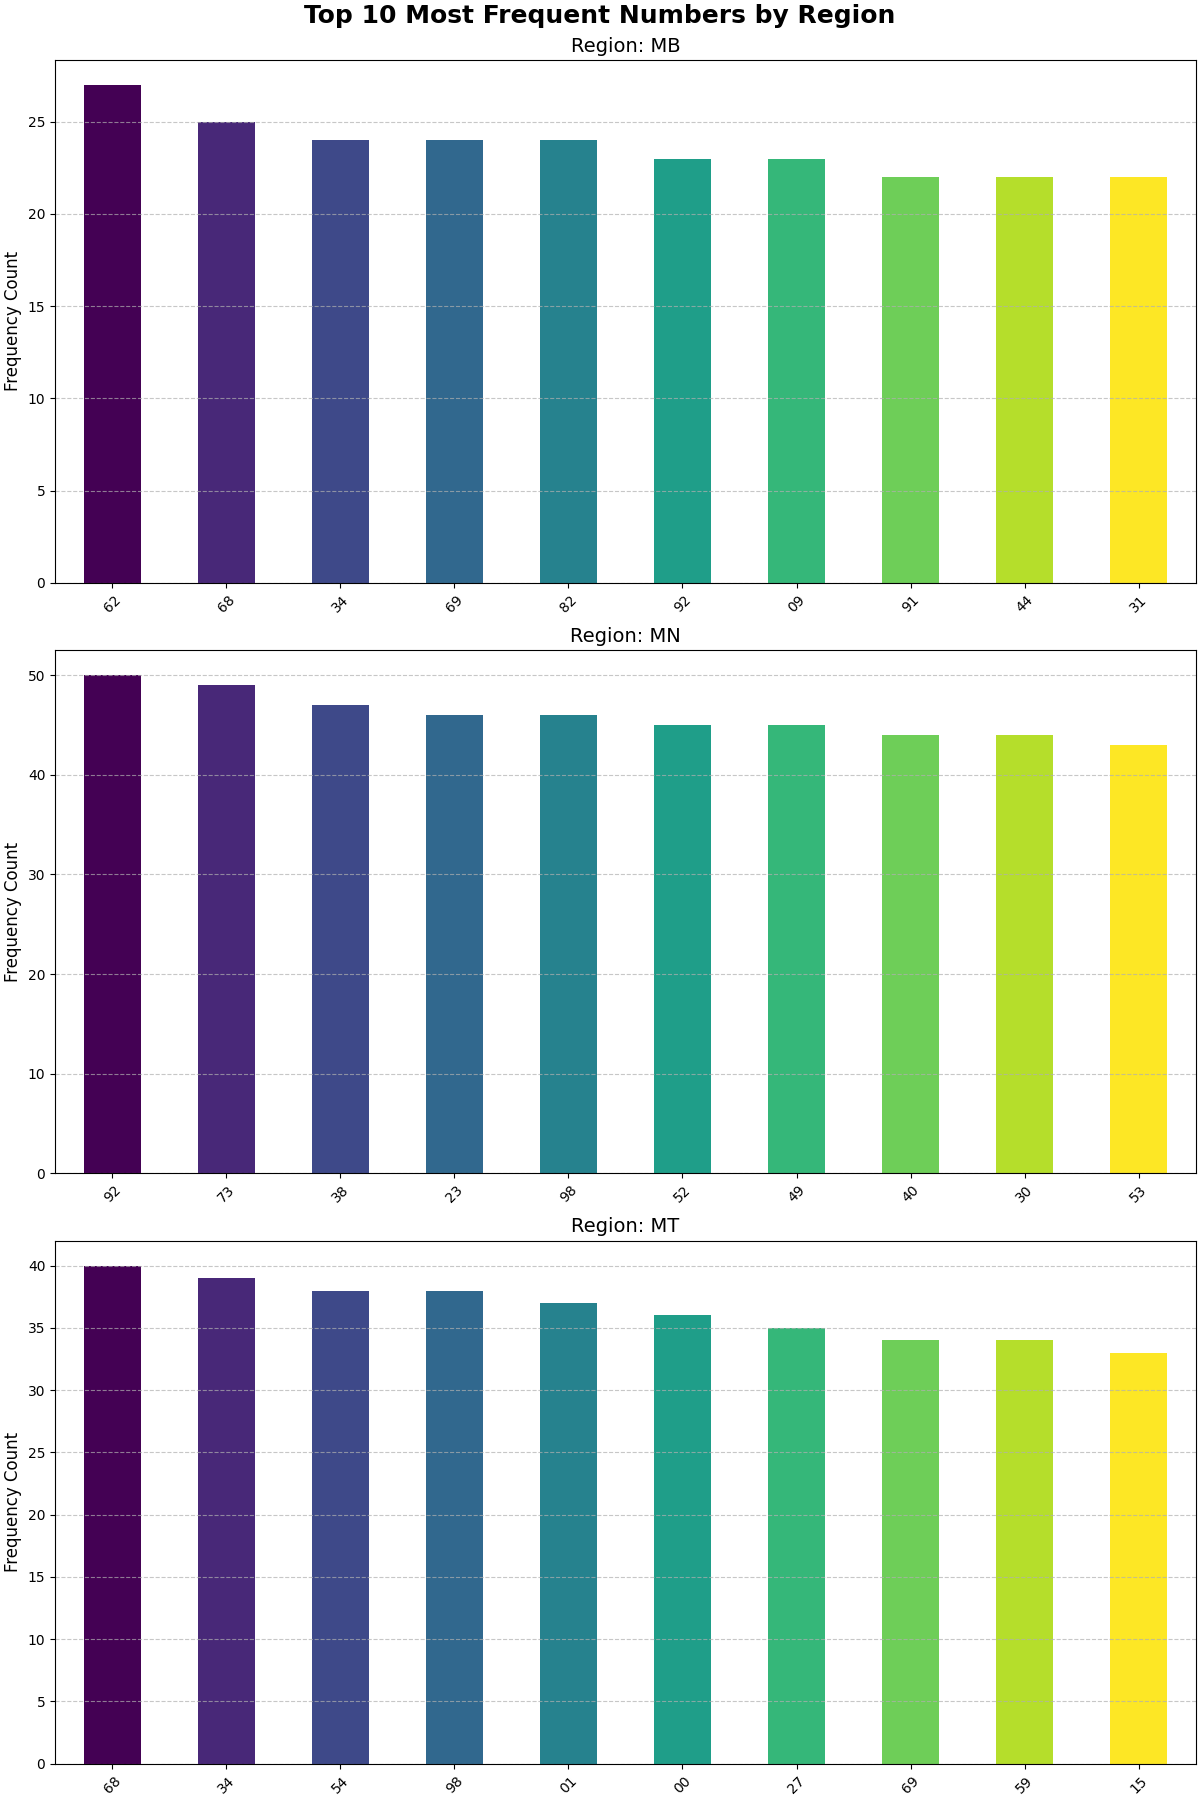 Top 10 Most Frequent Numbers by Region
Region: MB
Frequency Count
25
20
15
10
5
0
62 68 34 69 82 92 09 91 44 31
Region: MN
Frequency Count
50
40
30
20
10
0
92 73 38 23 98 52 49 40 30 53
Region: MT
Frequency Count
40
35
30
25
20
15
10
5
0
68 34 54 98 01 00 27 69 59 15